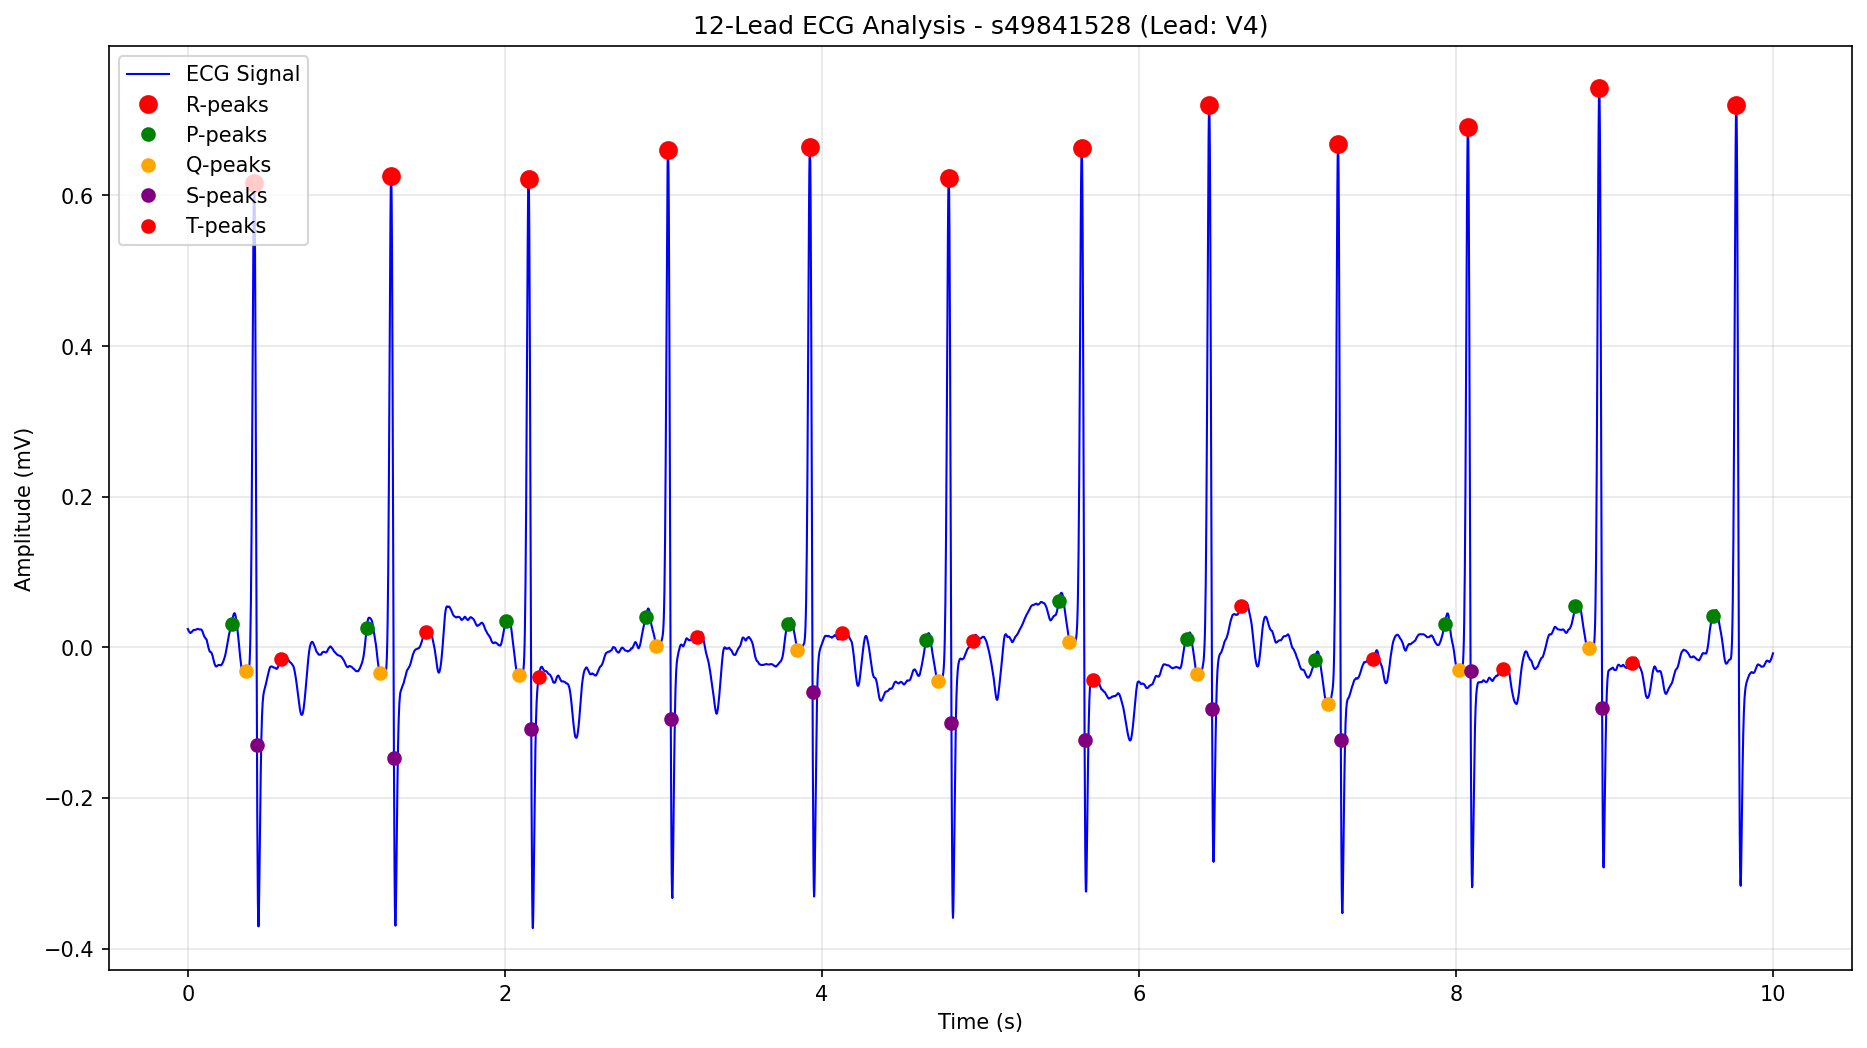 12-Lead ECG Analysis - s49841528 (Lead: V4)
ECG Signal
R-peaks
P-peaks
Q-peaks
S-peaks
T-peaks
Amplitude (mV)
0.6
0.4
0.2
0.0
−0.2
−0.4
0 2 4 6 8 10
Time (s)